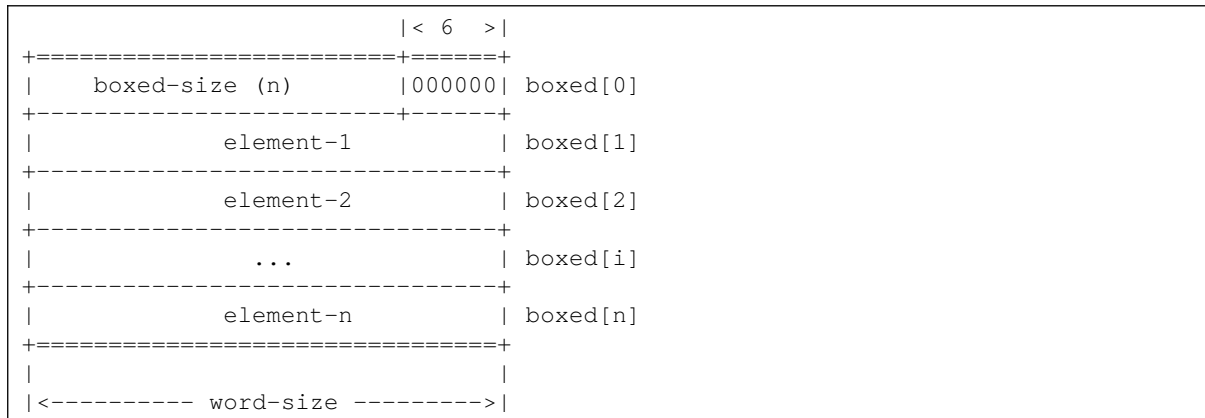 |< 6  >|
+=========================+======+
|    boxed-size (n)       |000000| boxed[0]
+-------------------------+------+
|             element-1          | boxed[1]
+--------------------------------+
|             element-2          | boxed[2]
+--------------------------------+
|               ...              | boxed[i]
+--------------------------------+
|             element-n          | boxed[n]
+================================+
|                                |
|<---------- word-size --------->|